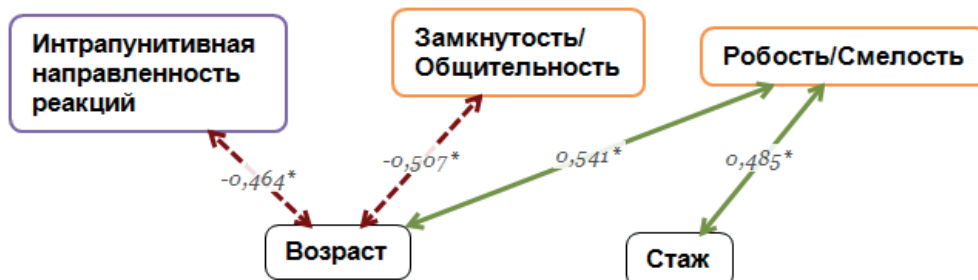 Интрапунитивная
направленность
реакций
Замкнутость/
Общительность
Робость/Смелость
-0,464*
-0,507*
0,541*
0,485*
Возраст
Стаж